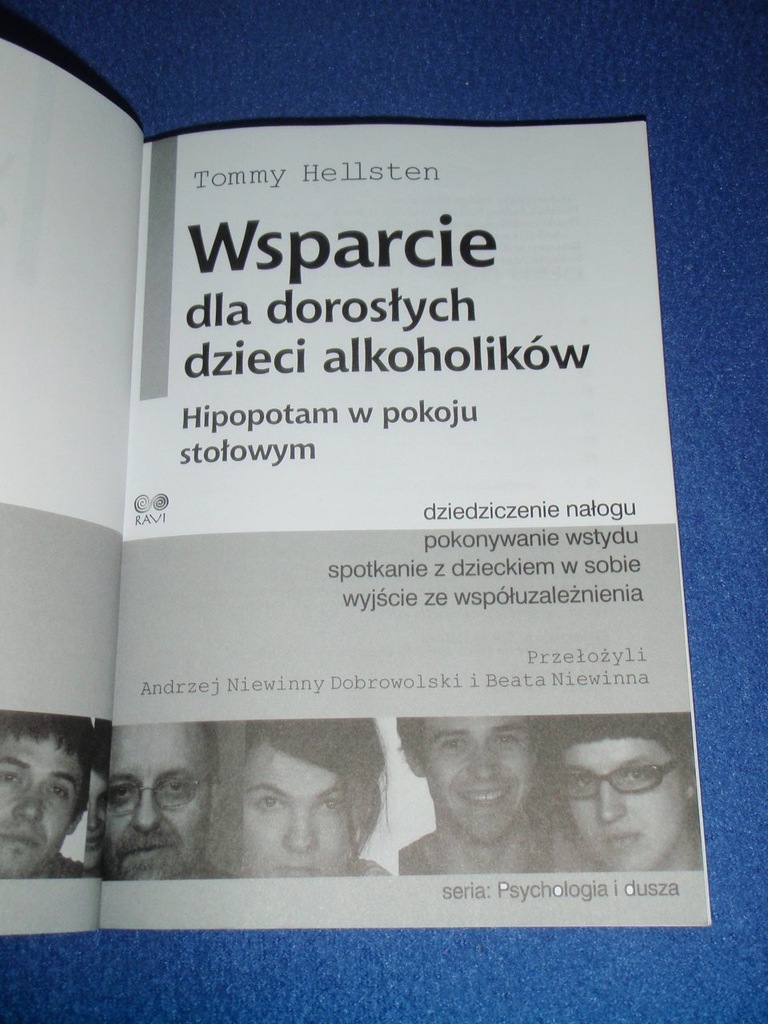 Tommy Hellsten
Wsparcie
dla dorosłych
dzieci alkoholików
Hipopotam w pokoju
stołowym
RAVI
dziedziczenie nałogu
pokonywanie wstydu
spotkanie z dzieckiem w sobie
wyjście ze współuzależnienia
Przełożyli
Andrzej Niewinny Dobrowolski i Beata Niewinna
seria: Psychologia i dusza